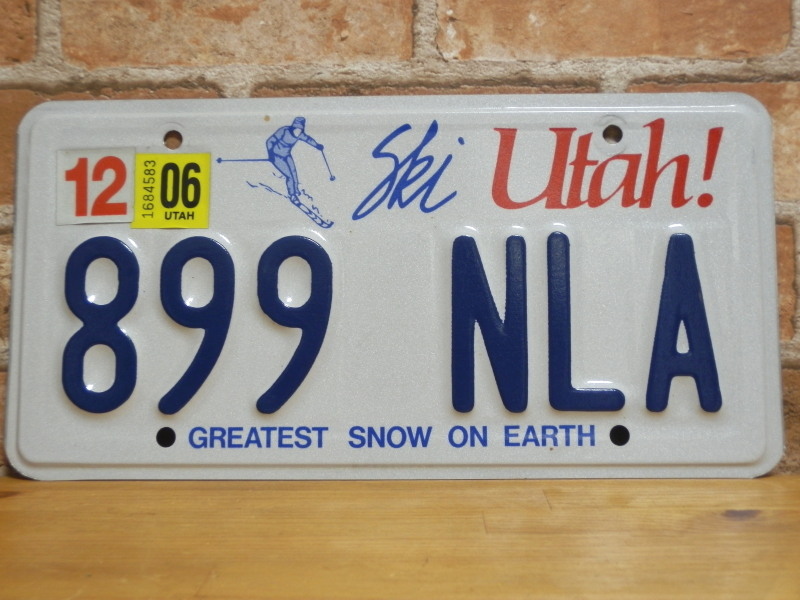 Ski Utah!
12
1684583
06
UTAH
899 NLA
GREATEST SNOW ON EARTH